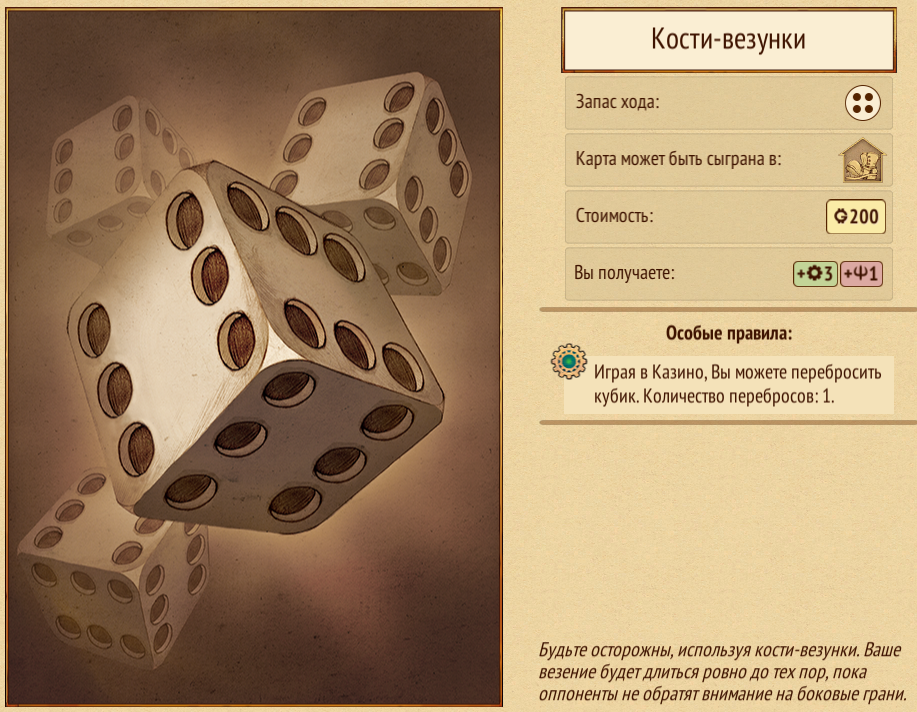 Кости-везунки
Запас хода:
Карта может быть сыграна в:
Стоимость:
200
Вы получаете:
+3 +1
Особые правила:
Играя в Казино, Вы можете перебросить
кубик. Количество перебросов: 1.
Будьте осторожны, используя кости-везунки. Ваше
везение будет длиться ровно до тех пор, пока
оппоненты не обратят внимание на боковые грани.